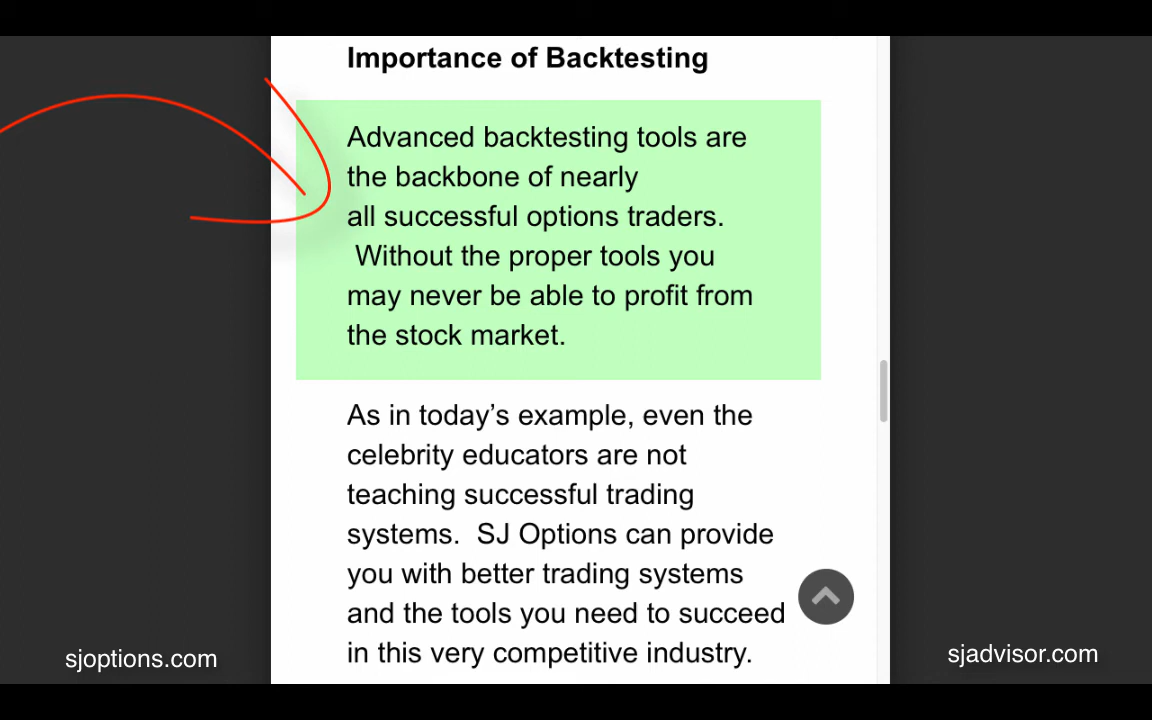 Importance of Backtesting
Advanced backtesting tools are
the backbone of nearly
all successful options traders.
Without the proper tools you
may never be able to profit from
the stock market.
As in today’s example, even the
celebrity educators are not
teaching successful trading
systems.  SJ Options can provide
you with better trading systems
and the tools you need to succeed
in this very competitive industry.
sjoptions.com
sjadvisor.com